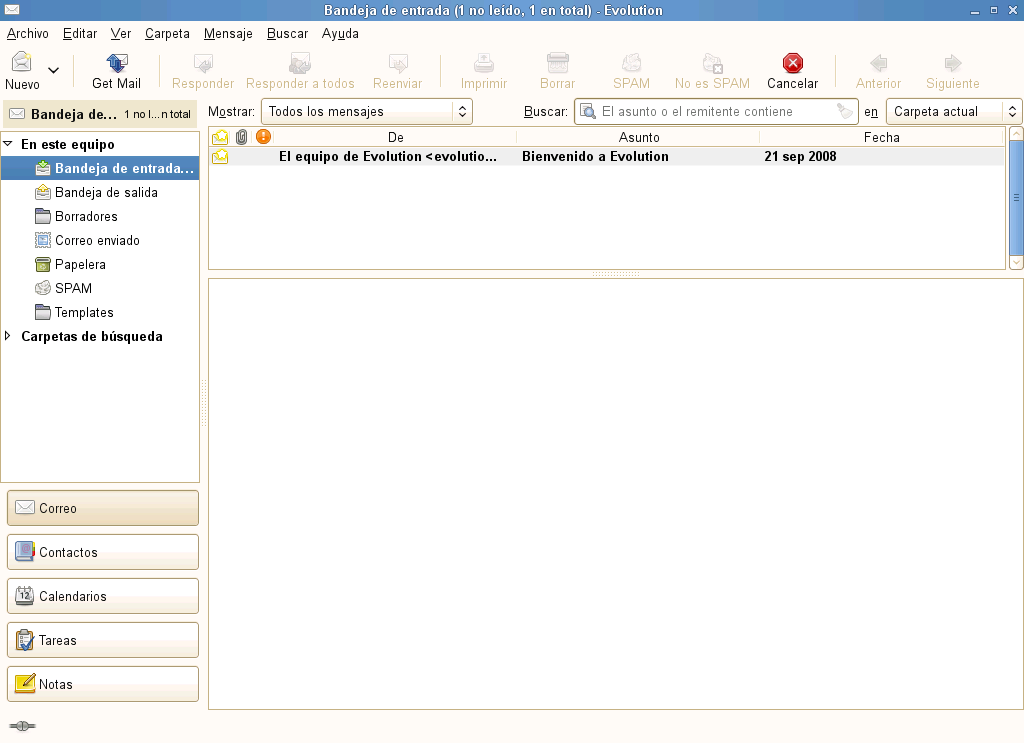 Bandeja de entrada (1 no leído, 1 en total) - Evolution
Archivo Editar Ver Carpeta Mensaje Buscar Ayuda
Nuevo Get Mail Responder Responder a todos Reenviar Imprimir Borrar SPAM No es SPAM Cancelar Anterior Siguiente
Bandeja de... 1 no l...n total
Mostrar: Todos los mensajes Buscar: El asunto o el remitente contiene en Carpeta actual
De Asunto Fecha
El equipo de Evolution <evolutio... Bienvenido a Evolution 21 sep 2008
En este equipo
Bandeja de entrada...
Bandeja de salida
Borradores
Correo enviado
Papelera
SPAM
Templates
Carpetas de búsqueda
Correo
Contactos
12
Calendarios
Tareas
Notas